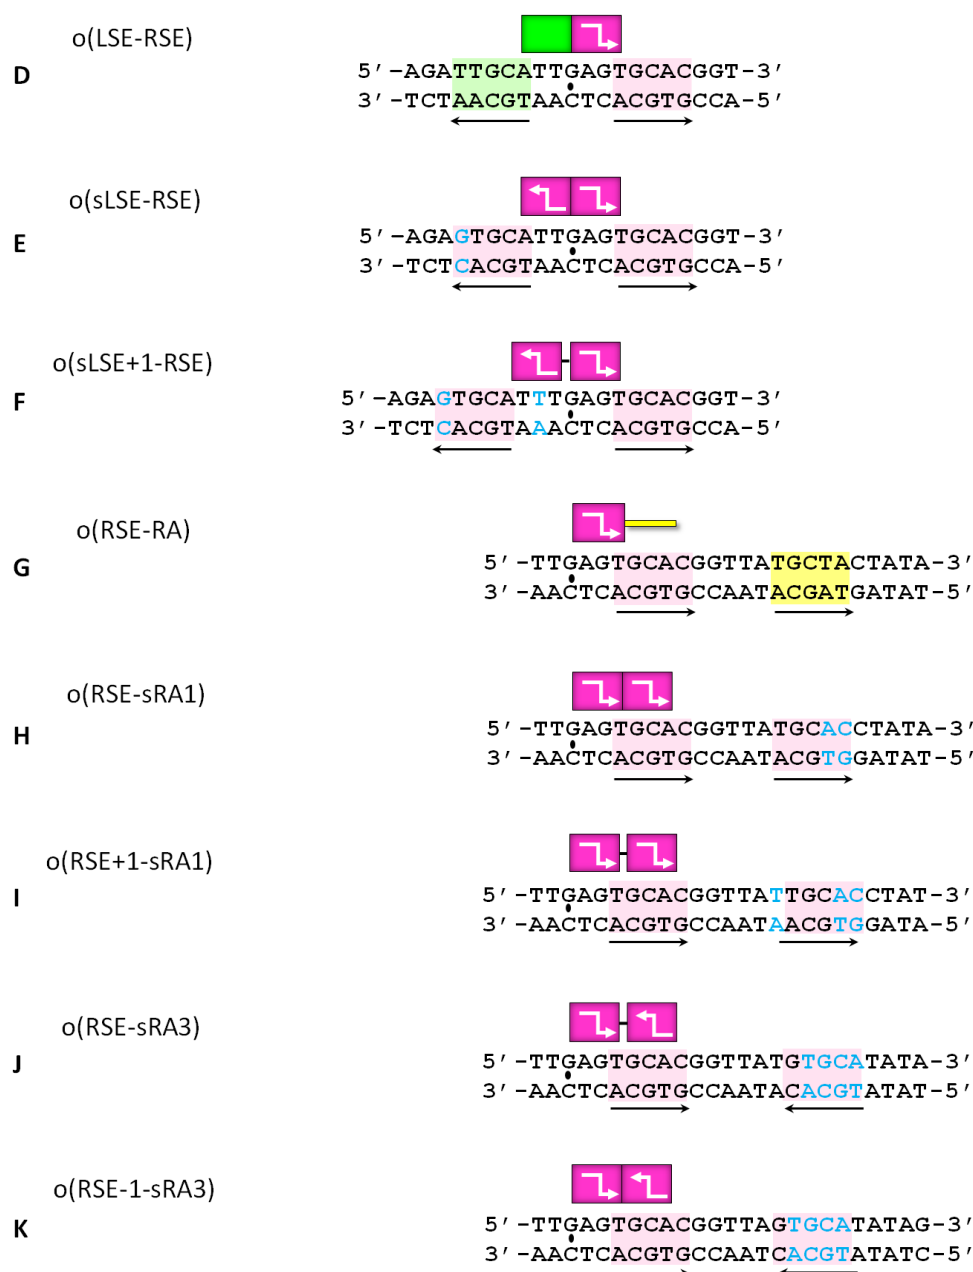 o(LSE-RSE)
D
5′-AGATTGCATTGAGTGCACGGT-3′
3′-TCTAACGTAACTCACGTGCCA-5′
o(sLSE-RSE)
E
5′-AGAGTGCATTGAGTGCACGGT-3′
3′-TCTCACGTAACTCACGTGCCA-5′
o(sLSE+1-RSE)
F
5′-AGAGTGCATTTGAGTGCACGGT-3′
3′-TCTCACGTAAACTCACGTGCCA-5′
o(RSE-RA)
G
5′-TTGAGTGCACGGTTATGCTACTATA-3′
3′-AACTCACGTGCCAATACGATGATAT-5′
o(RSE-sRA1)
H
5′-TTGAGTGCACGGTTATGCACCTATA-3′
3′-AACTCACGTGCCAATACGTGGATAT-5′
o(RSE+1-sRA1)
I
5′-TTGAGTGCACGGTTATTGCACCTAT-3′
3′-AACTCACGTGCCAATAACGTGGATA-5′
o(RSE-sRA3)
J
5′-TTGAGTGCACGGTTATGTGCATATA-3′
3′-AACTCACGTGCCAATACACGTATAT-5′
o(RSE-1-sRA3)
K
5′-TTGAGTGCACGGTTAGTGCATATAG-3′
3′-AACTCACGTGCCAATCACGTATATC-5′